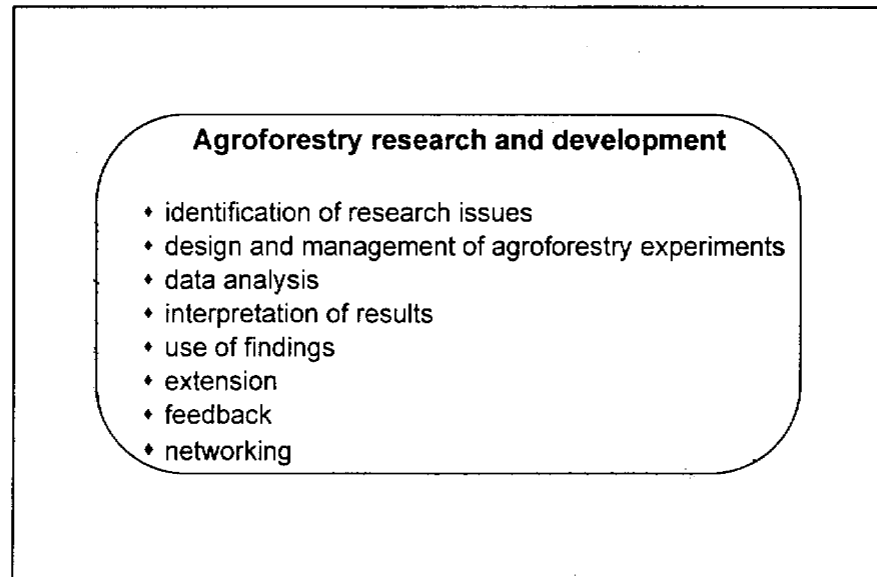 Agroforestry research and development
• identification of research issues
• design and management of agroforestry experiments
• data analysis
• interpretation of results
• use of findings
• extension
• feedback
• networking